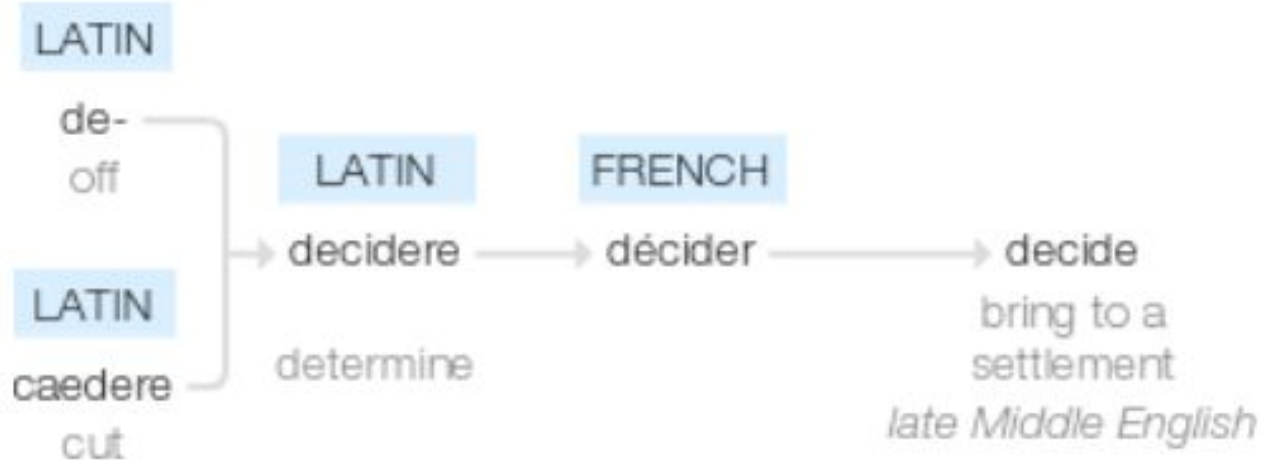 LATIN
de-
off
LATIN
caedere
cut
LATIN
decidere
determine
FRENCH
décider
decide
bring to a
settlement
late Middle English